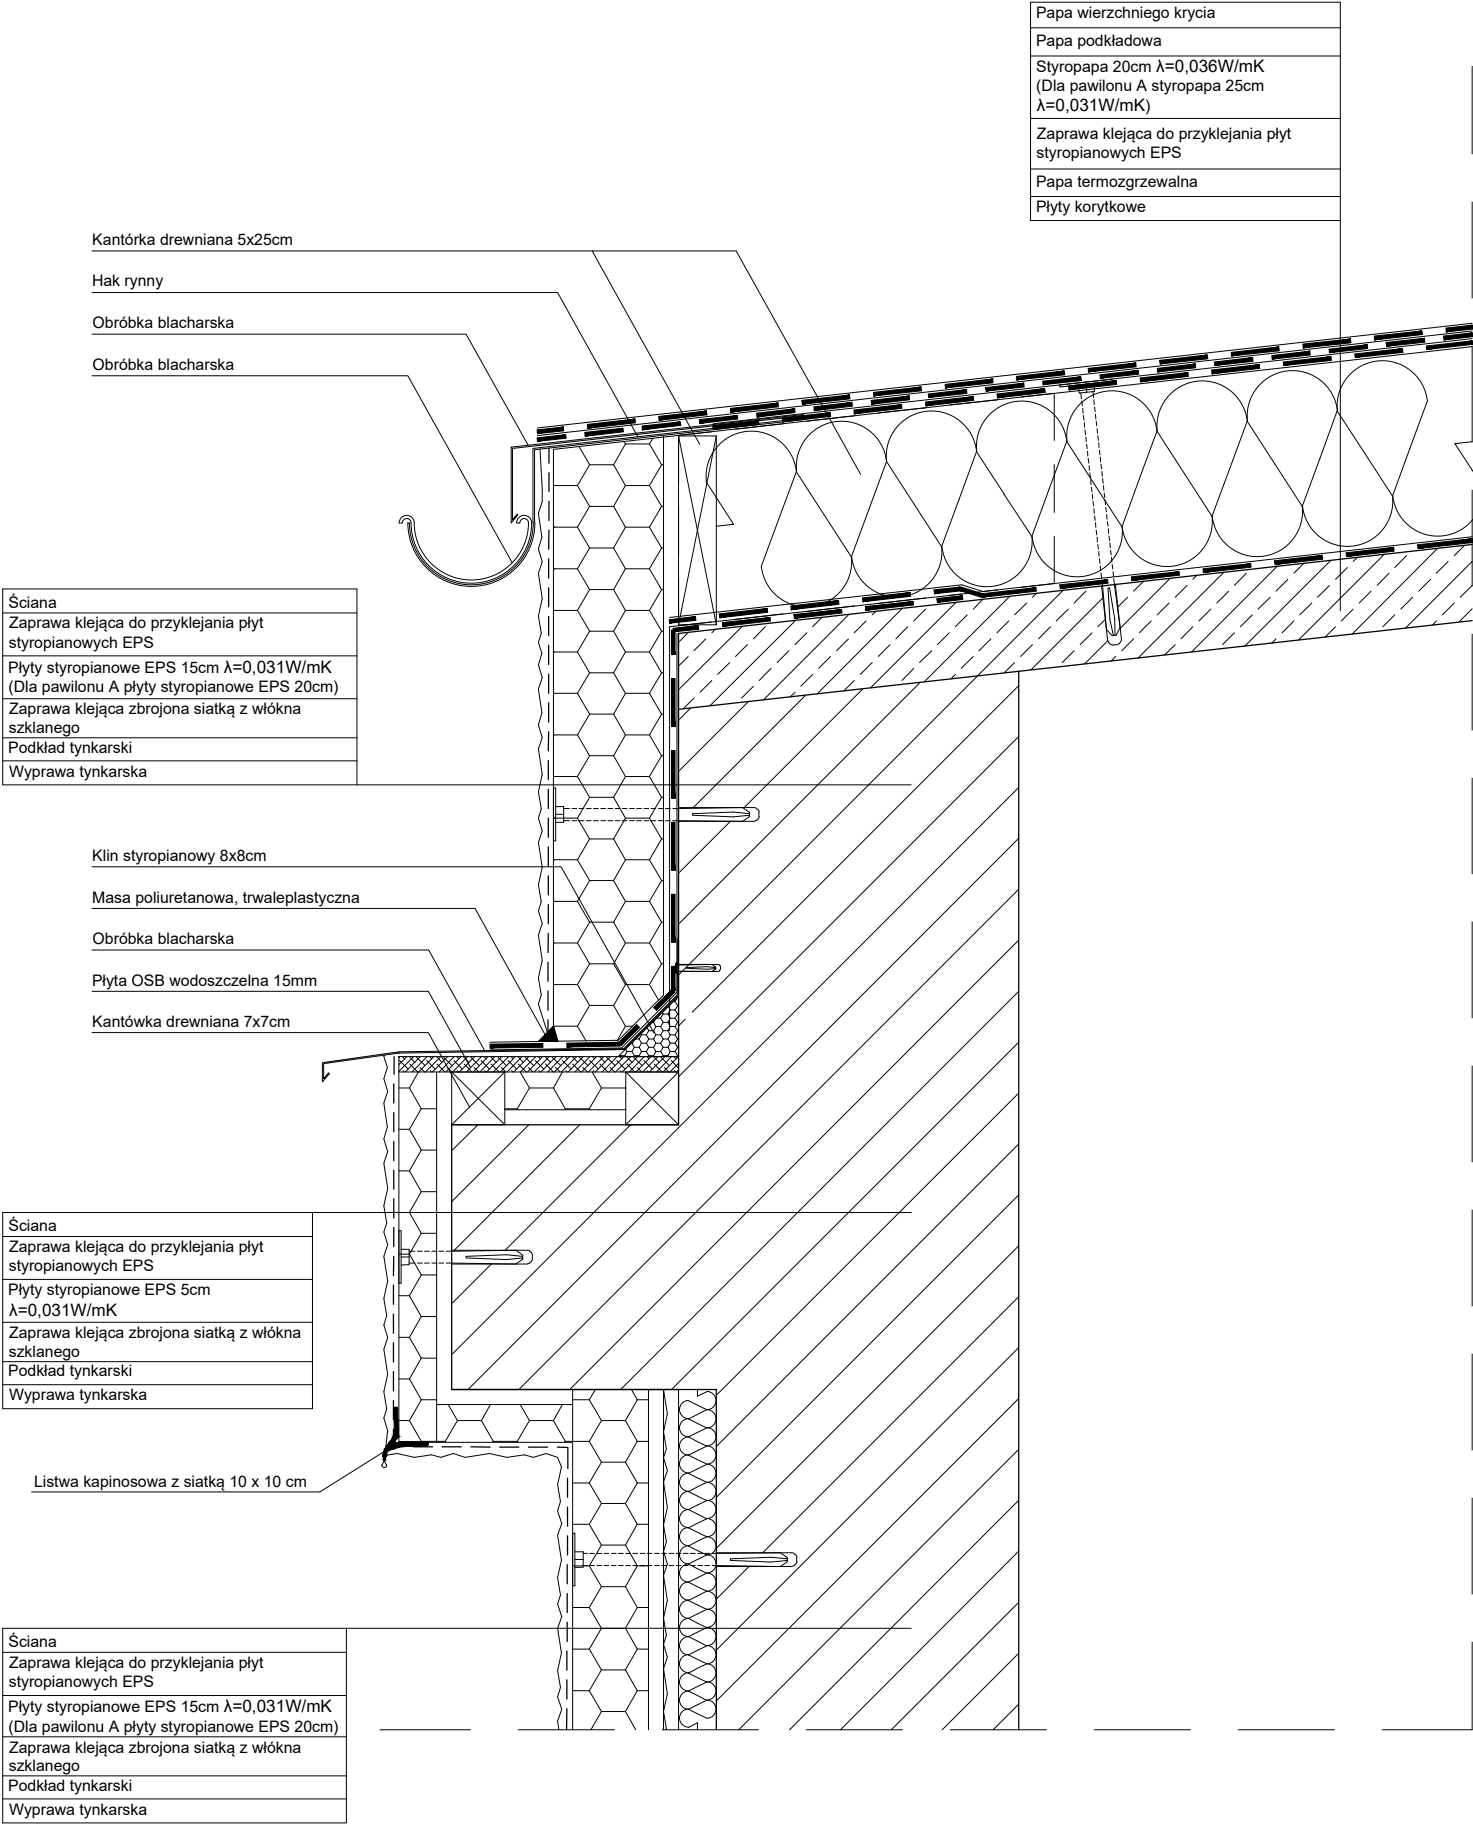 Papa wierzchniego krycia
Papa podkładowa
Styropapa 20cm λ=0,036W/mK
(Dla pawilonu A styropapa 25cm
λ=0,031W/mK)
Zaprawa klejąca do przyklejania płyt
styropianowych EPS
Papa termozgrzewalna
Płyty korytkowe
Kantórka drewniana 5x25cm
Hak rynny
Obróbka blacharska
Obróbka blacharska
Ściana
Zaprawa klejąca do przyklejania płyt
styropianowych EPS
Płyty styropianowe EPS 15cm λ=0,031W/mK
(Dla pawilonu A płyty styropianowe EPS 20cm)
Zaprawa klejąca zbrojona siatką z włókna
szklanego
Podkład tynkarski
Wyprawa tynkarska
Klin styropianowy 8x8cm
Masa poliuretanowa, trwaleplastyczna
Obróbka blacharska
Płyta OSB wodoszczelna 15mm
Kantówka drewniana 7x7cm
Ściana
Zaprawa klejąca do przyklejania płyt
styropianowych EPS
Płyty styropianowe EPS 5cm
λ=0,031W/mK
Zaprawa klejąca zbrojona siatką z włókna
szklanego
Podkład tynkarski
Wyprawa tynkarska
Listwa kapinosowa z siatką 10 x 10 cm
Ściana
Zaprawa klejąca do przyklejania płyt
styropianowych EPS
Płyty styropianowe EPS 15cm λ=0,031W/mK
(Dla pawilonu A płyty styropianowe EPS 20cm)
Zaprawa klejąca zbrojona siatką z włókna
szklanego
Podkład tynkarski
Wyprawa tynkarska